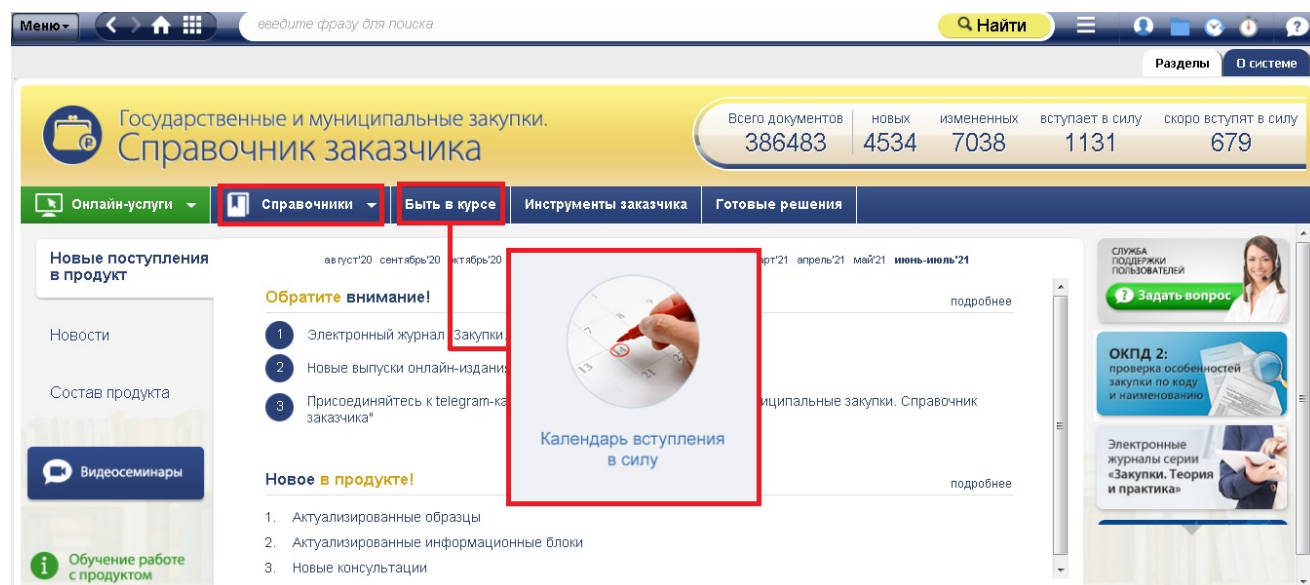 Меню
введите фразу для поиска
Найти
Разделы
О системе
Государственные и муниципальные закупки.
Справочник заказчика
Всего документов
386483
новых
4534
измененных
7038
вступает в силу
1131
скоро вступят в силу
679
Онлайн-услуги
Справочники
Быть в курсе
Инструменты заказчика
Готовые решения
Новые поступления
в продукт
Новости
Состав продукта
Видеосеминары
Обучение работе
с продуктом
август'20 сентябрь'20 октябрь'20
апрель'21 май'21 июнь-июль'21
Обратите внимание!
подробнее
1 Электронный журнал "Закупки.
2 Новые выпуски онлайн-издания
3 Присоединяйтесь к telegram-
закупки. Справочник
заказчика"
Календарь вступления
в силу
Новое в продукте!
подробнее
1. Актуализированные образцы
2. Актуализированные информационные блоки
3. Новые консультации
СЛУЖБА
ПОДДЕРЖКИ
ПОЛЬЗОВАТЕЛЕЙ
Задать вопрос
ОКПД 2:
проверка особенностей
закупки по коду
и наименованию
Электронные
журналы серии
«Закупки. Теория
и практика»